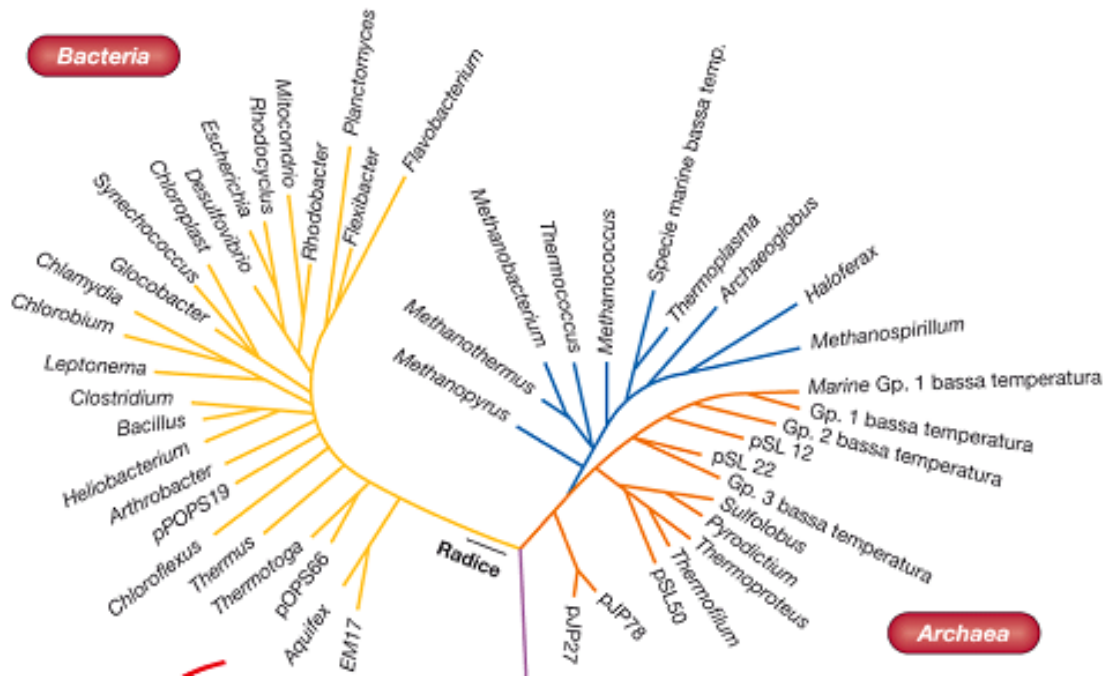 Bacteria
Planctomyces
Flavobacterium
Mitocondrio
Rhodocyclus
Escherichia
Desulfovibrio
Rhodobacter
Flexibacter
Chloroplast
Synechococcus
Glocobacter
Chlamydia
Chlorobium
Leptonema
Clostridium
Bacillus
Heliobacterium
Arthrobacter
pPOPS19
Chloroflexus
Thermus
Thermotoga
pOPS66
Aquifex
EM17
Radice
Methanopyrus
Methanothermus
Methanobacterium
Thermococcus
Methanococcus
Specie marine bassa temp.
Thermoplasma
Archaeoglobus
Haloferax
Methanospirillum
Marine Gp. 1 bassa temperatura
Gp. 1 bassa temperatura
Gp. 2 bassa temperatura
pSL 12
pSL 22
Gp. 3 bassa temperatura
Sulfolobus
Pyrodictium
Thermoproteus
Thermofilum
pSL50
pJP78
pJP27
Archaea